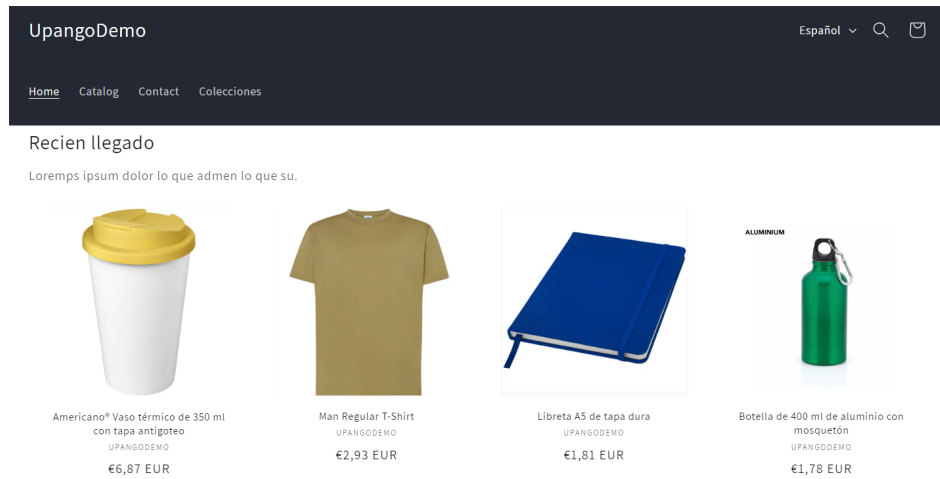 UpangoDemo
Español
Home Catalog Contact Colecciones
Recien llegado
Loremps ipsum dolor lo que admen lo que su.
ALUMINIUM
Americano® Vaso térmico de 350 ml
con tapa antigoteo
UPANGODEMO
€6,87 EUR
Man Regular T-Shirt
UPANGODEMO
€2,93 EUR
Libreta A5 de tapa dura
UPANGODEMO
€1,81 EUR
Botella de 400 ml de aluminio con
mosquetón
UPANGODEMO
€1,78 EUR